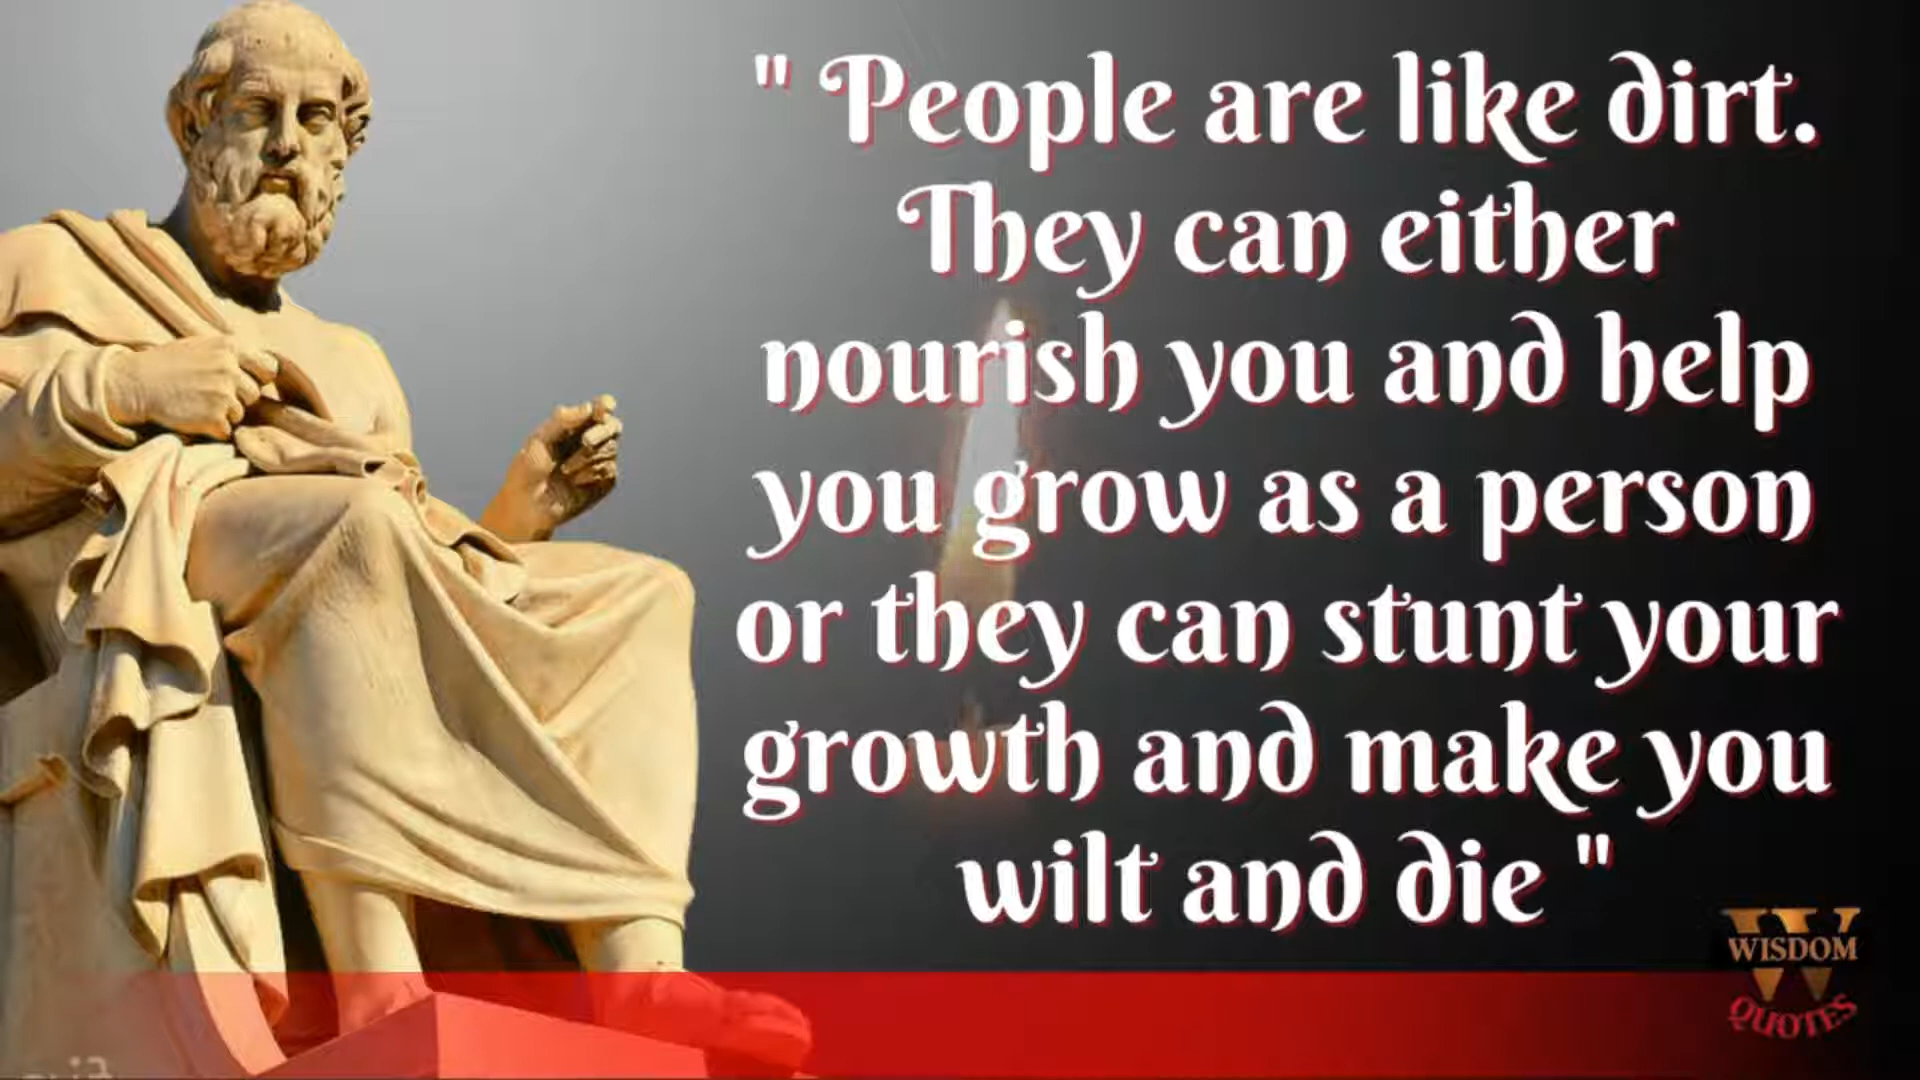 " People are like dirt.
They can either
nourish you and help
you grow as a person
or they can stunt your
growth and make you
wilt and die "
W
WISDOM
QUOTES